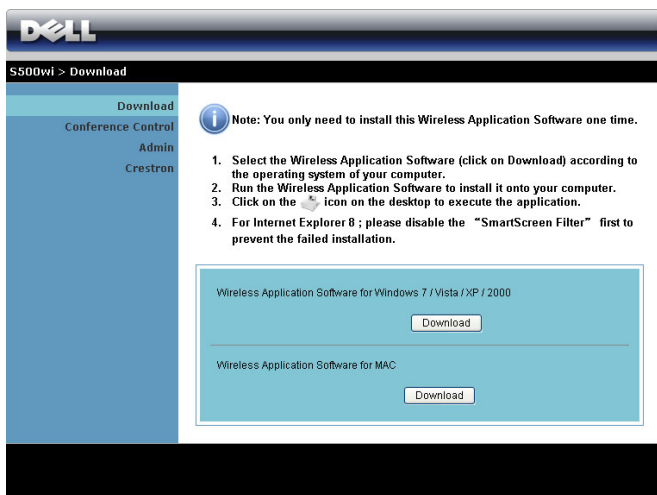 DELL
S500wi > Download
Download
Conference Control
Admin
Crestron
Note: You only need to install this Wireless Application Software one time.
1. Select the Wireless Application Software (click on Download) according to
the operating system of your computer.
2. Run the Wireless Application Software to install it onto your computer.
3. Click on the icon on the desktop to execute the application.
4. For Internet Explorer 8 ; please disable the “SmartScreen Filter” first to
prevent the failed installation.
Wireless Application Software for Windows 7 / Vista / XP / 2000
Download
Wireless Application Software for MAC
Download